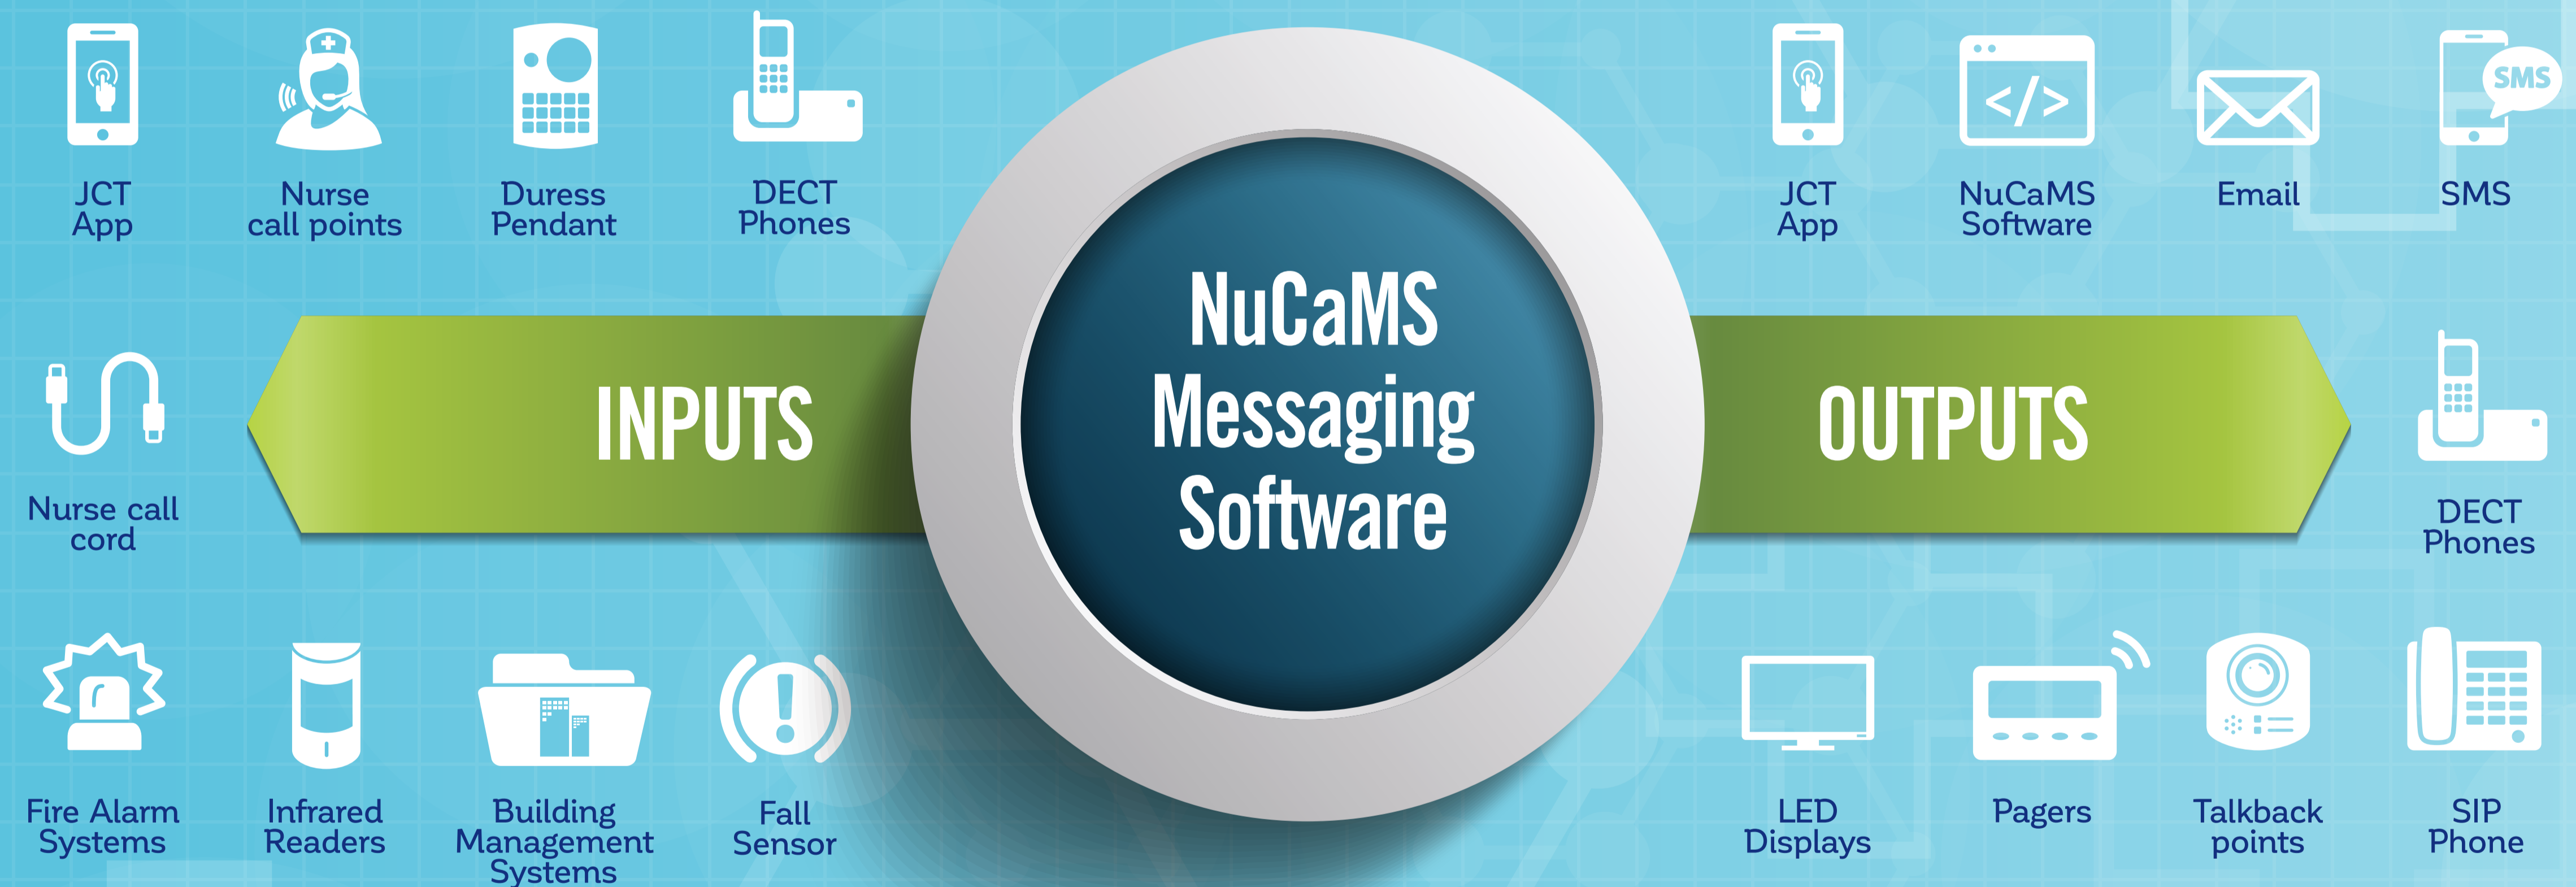 JCT
App
Nurse
call points
Duress
Pendant
DECT
Phones
Nurse call
cord
INPUTS
Fire Alarm
Systems
Infrared
Readers
Building
Management
Systems
Fall
Sensor
NuCaMS
Messaging
Software
JCT
App
</>
NuCaMS
Software
Email
SMS
SMS
OUTPUTS
DECT
Phones
LED
Displays
Pagers
Talkback
points
SIP
Phone